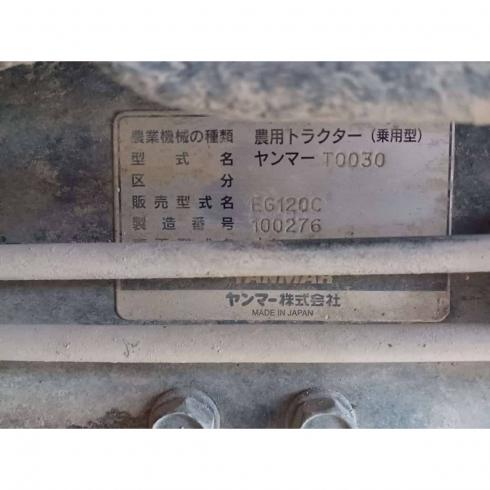 農業機械の種類 農用トラクター(乗用型)
型式名 ヤンマー T0030
区分
販売型式名 EG120C
製造番号 100276
YANMAR
ヤンマー株式会社
MADE IN JAPAN